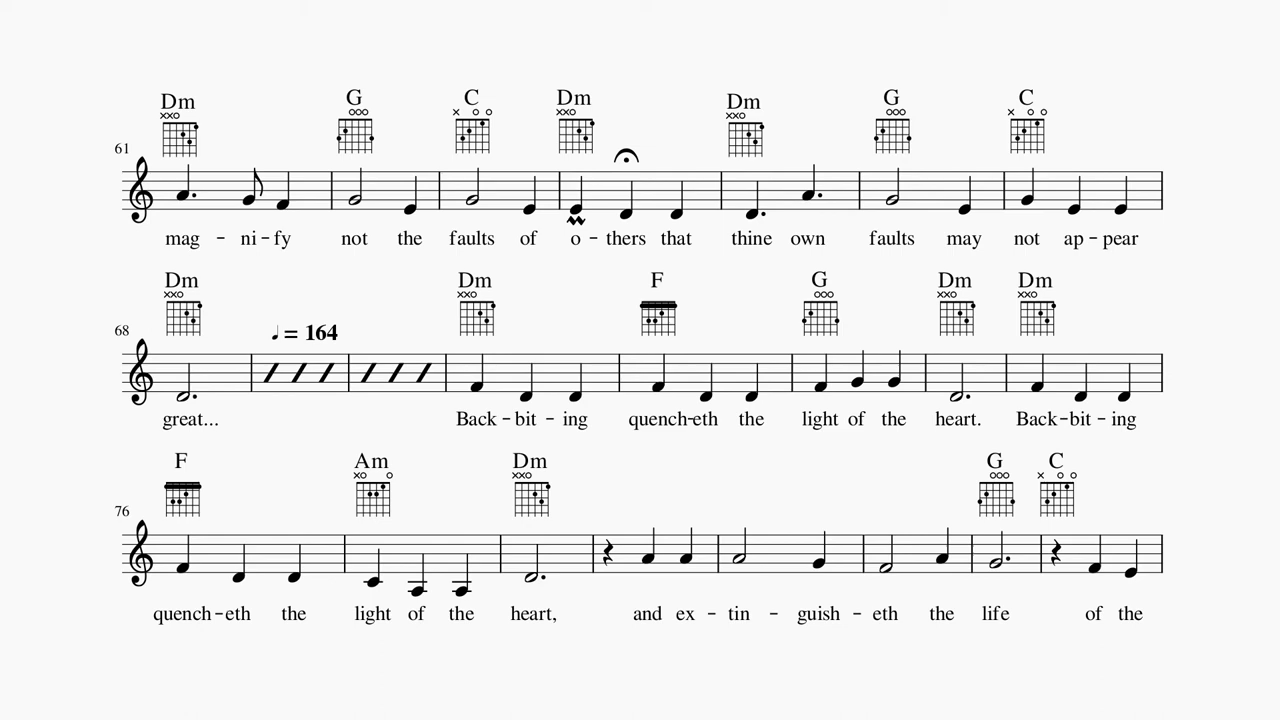 Dm G C Dm Dm G C
61
mag - ni - fy not the faults of o - thers that thine own faults may not ap - pear
Dm Dm F G Dm Dm
68 ♩ = 164
great... Back - bit - ing quench - eth the light of the heart. Back - bit - ing
F Am Dm G C
76
quench - eth the light of the heart, and ex - tin - guish - eth the life of the